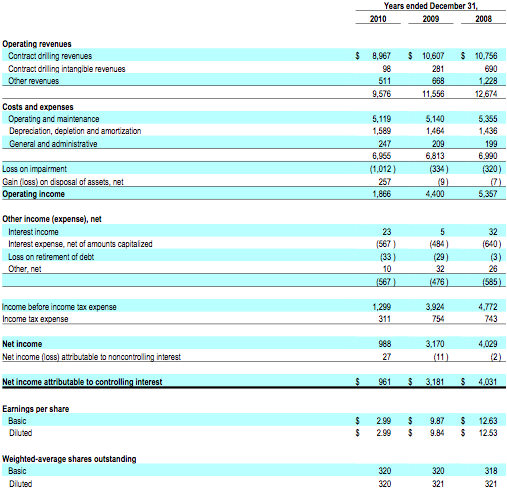 Years ended December 31,
2010 2009 2008
Operating revenues
Contract drilling revenues $ 8,967 $ 10,607 $ 10,756
Contract drilling intangible revenues 98 281 690
Other revenues 511 668 1,228
9,576 11,556 12,674
Costs and expenses
Operating and maintenance 5,119 5,140 5,355
Depreciation, depletion and amortization 1,589 1,464 1,436
General and administrative 247 209 199
6,955 6,813 6,990
Loss on impairment (1,012 ) (334 ) (320 )
Gain (loss) on disposal of assets, net 257 (9 ) (7 )
Operating income 1,866 4,400 5,357
Other income (expense), net
Interest income 23 5 32
Interest expense, net of amounts capitalized (567 ) (484 ) (640 )
Loss on retirement of debt (33 ) (29 ) (3 )
Other, net 10 32 26
(567 ) (476 ) (585 )
Income before income tax expense 1,299 3,924 4,772
Income tax expense 311 754 743
Net income 988 3,170 4,029
Net income (loss) attributable to noncontrolling interest 27 (11 ) (2 )
Net income attributable to controlling interest $ 961 $ 3,181 $ 4,031
Earnings per share
Basic $ 2.99 $ 9.87 $ 12.63
Diluted $ 2.99 $ 9.84 $ 12.53
Weighted-average shares outstanding
Basic 320 320 318
Diluted 320 321 321